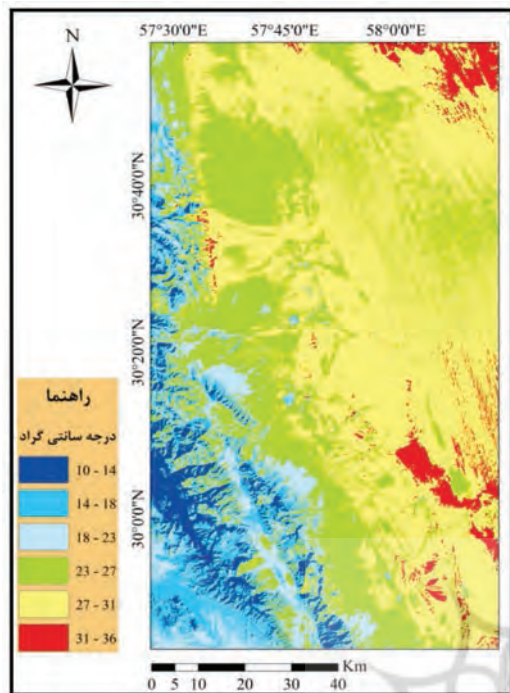 57°30'0"E 57°45'0"E 58°0'0"E
N
30°40'0"N
30°20'0"N
30°0'0"N
راهنما
درجه سانتی گراد
10 - 14
14 - 18
18 - 23
23 - 27
27 - 31
31 - 36
Km
0 5 10 20 30 40